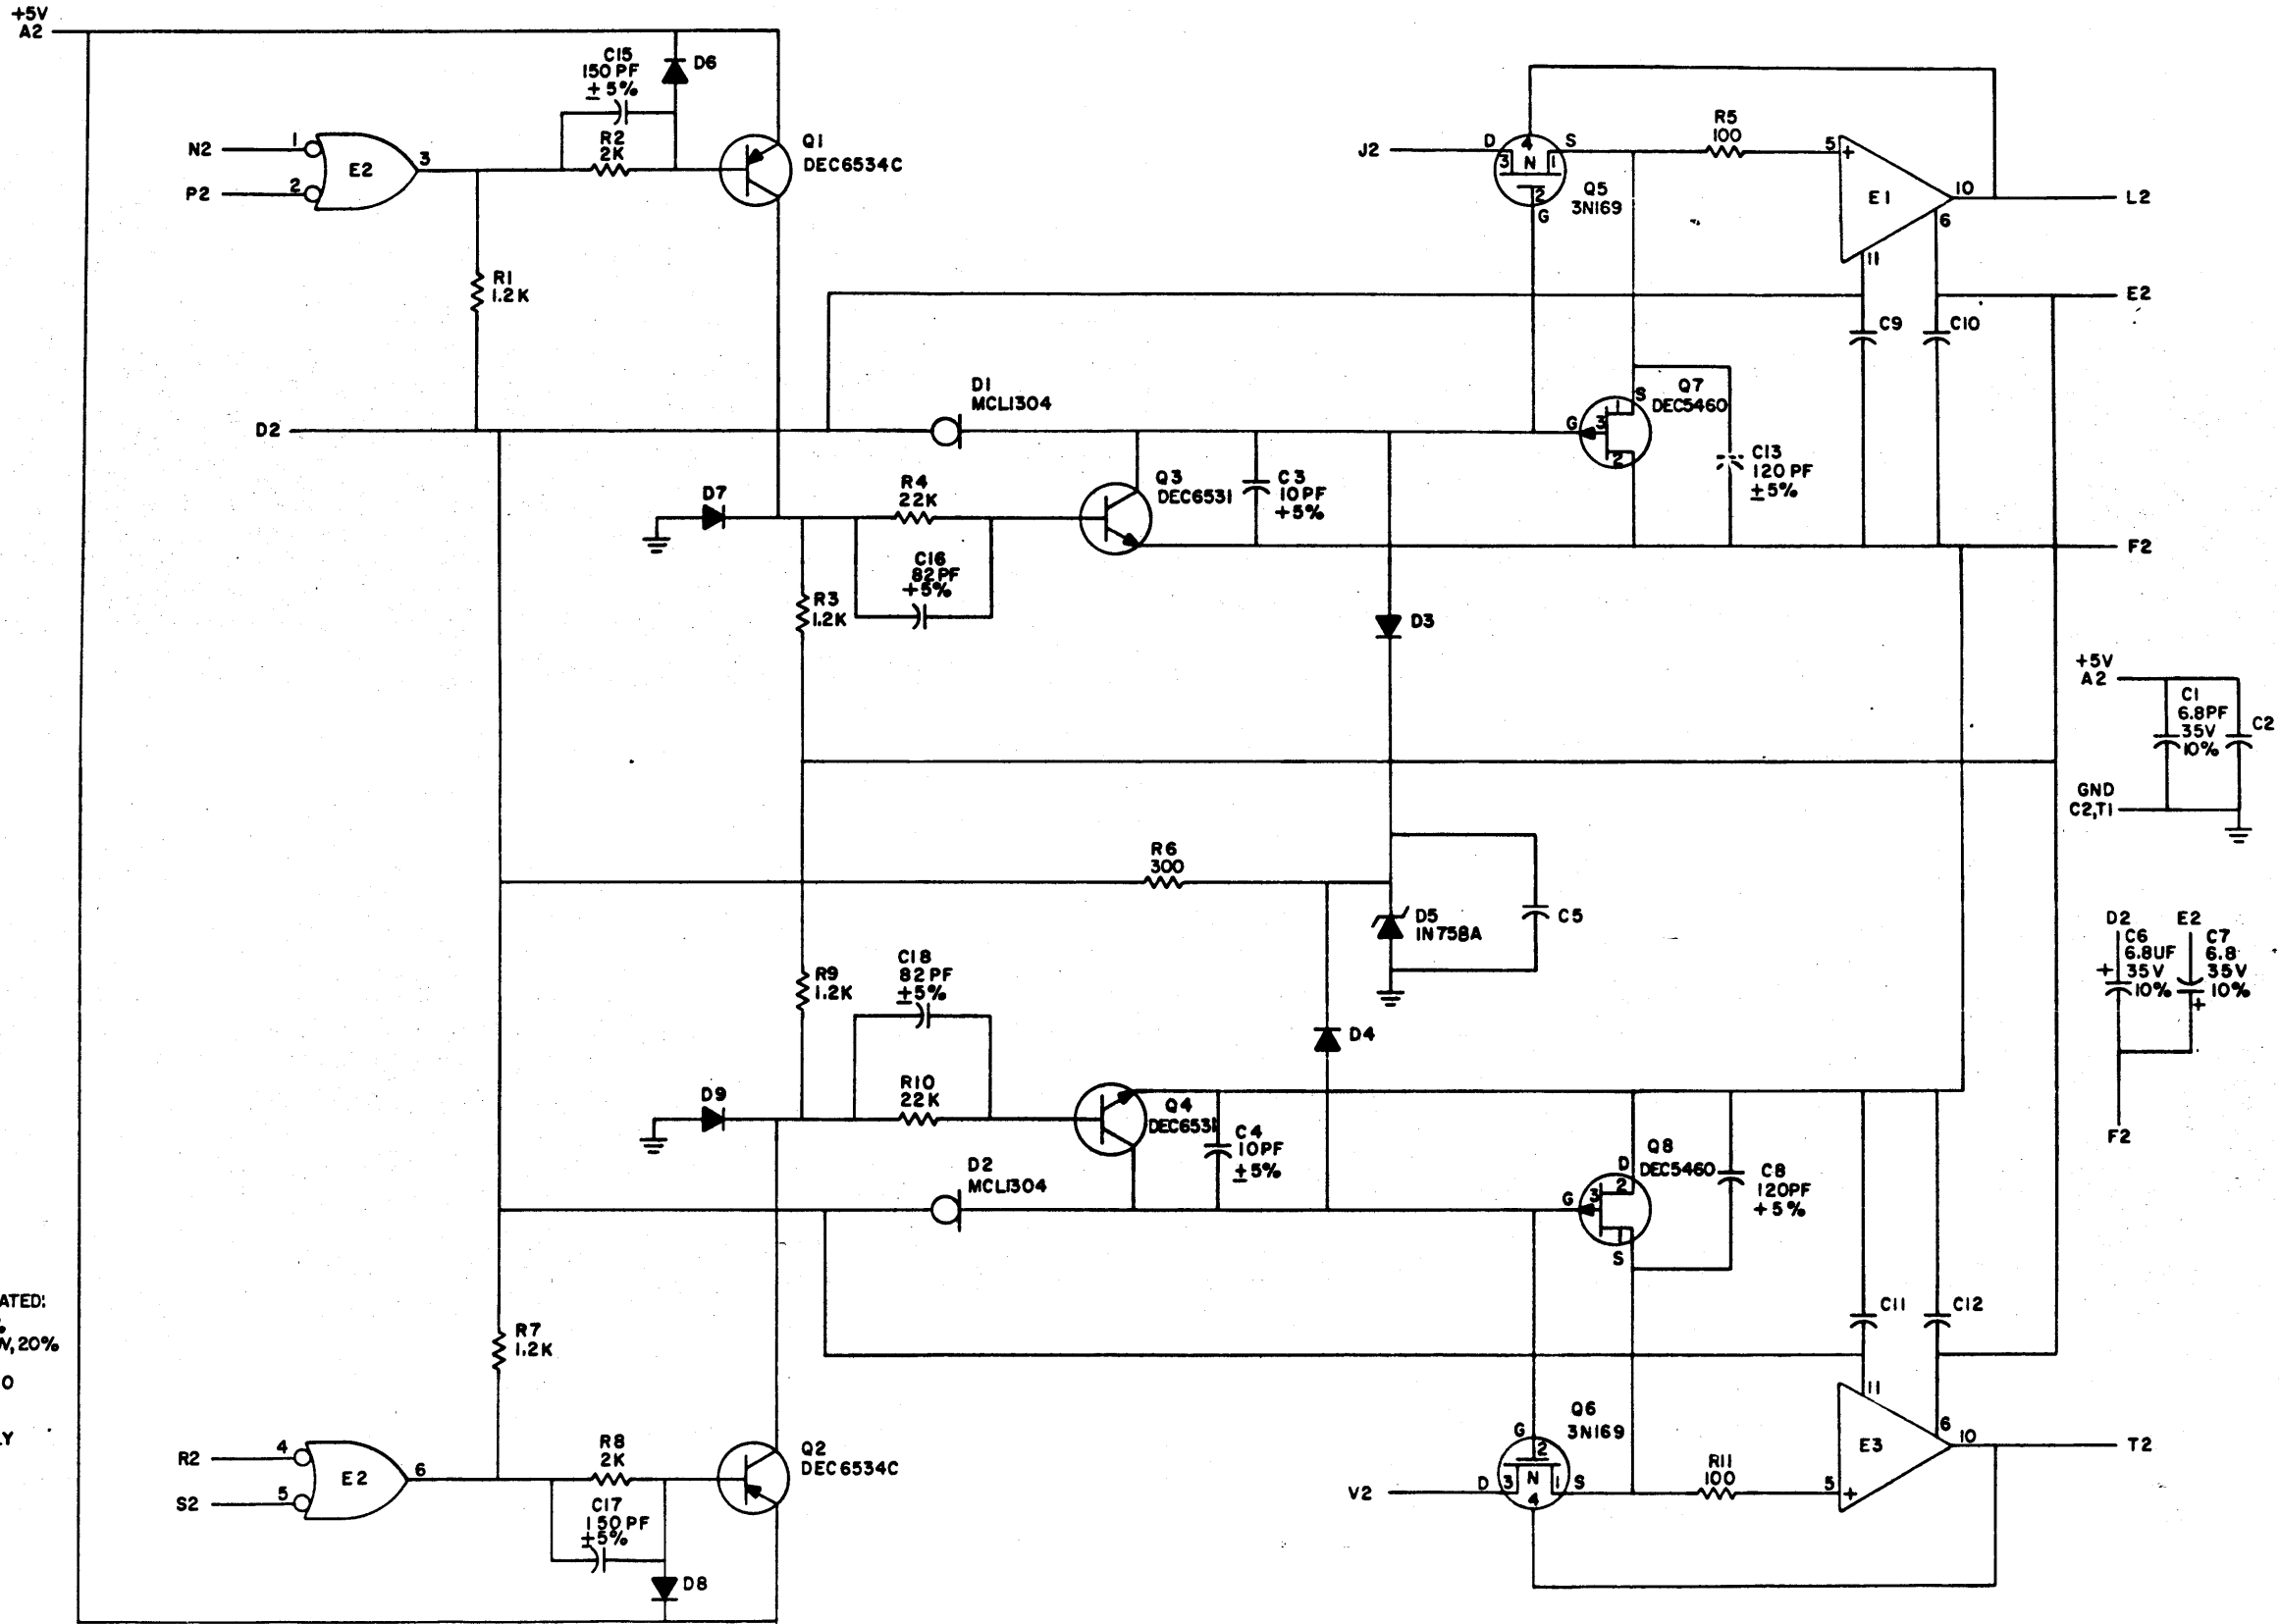 +5V
A2
C15
150 PF
± 5%
D6
N2
1
E2
3
P2
2
R2
2K
Q1
DEC6534C
R1
1.2K
J2
D
4
S
3
N
1
2
G
Q5
3N169
R5
100
5
+
E1
10
6
11
L2
E2
C9
C10
D2
D1
MCL1304
G
3
S
1
2
Q7
DEC5460
C13
120 PF
±5%
D7
R4
22K
Q3
DEC6531
C3
10PF
+5%
F2
C16
82PF
+5%
R3
1.2K
D3
+5V
A2
C1
6.8PF
35V
10%
C2
GND
C2,T1
R6
300
D5
1N758A
C5
D2
C6
6.8UF
+ 35V
10%
E2
C7
6.8
35V
10%
+
F2
R9
1.2K
C18
82PF
±5%
D4
D9
R10
22K
Q4
DEC6531
C4
10PF
±5%
Q8
DEC5460
D
2
G
3
1
S
C8
120PF
+5%
D2
MCL1304
ATED:
%
V, 20%
O
LY
R7
1.2K
C11
C12
R2
4
E2
6
S2
5
R8
2K
C17
150 PF
±5%
D8
Q2
DEC6534C
Q6
3N169
G
2
V2
D
3
N
1
S
4
R11
100
5
+
E3
11
6
10
T2